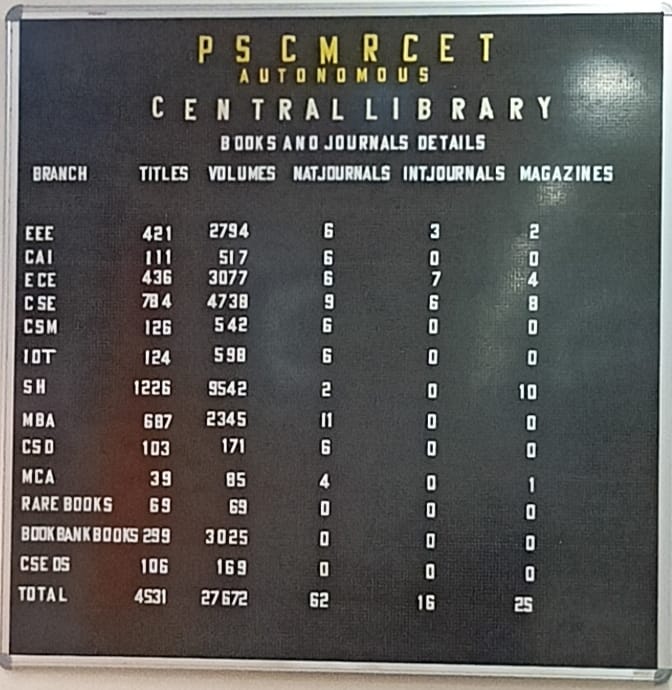 PSCMRCET
AUTONOMOUS
CENTRAL LIBRARY
BOOKS AND JOURNALS DETAILS
BRANCH TITLES VOLUMES NATJOURNALS INTJOURNALS MAGAZINES
EEE 421 2794 6 3 2
CAI 111 517 6 0 0
ECE 436 3077 6 7 4
CSE 784 4738 9 6 8
CSM 126 542 6 0 0
IOT 124 598 6 0 0
SH 1226 9542 2 0 10
MBA 687 2345 11 0 0
CSD 103 171 6 0 0
MCA 39 85 4 0 1
RARE BOOKS 69 69 0 0 0
BOOK BANK BOOKS 299 3025 0 0 0
CSE DS 106 169 0 0 0
TOTAL 4531 27672 62 16 25